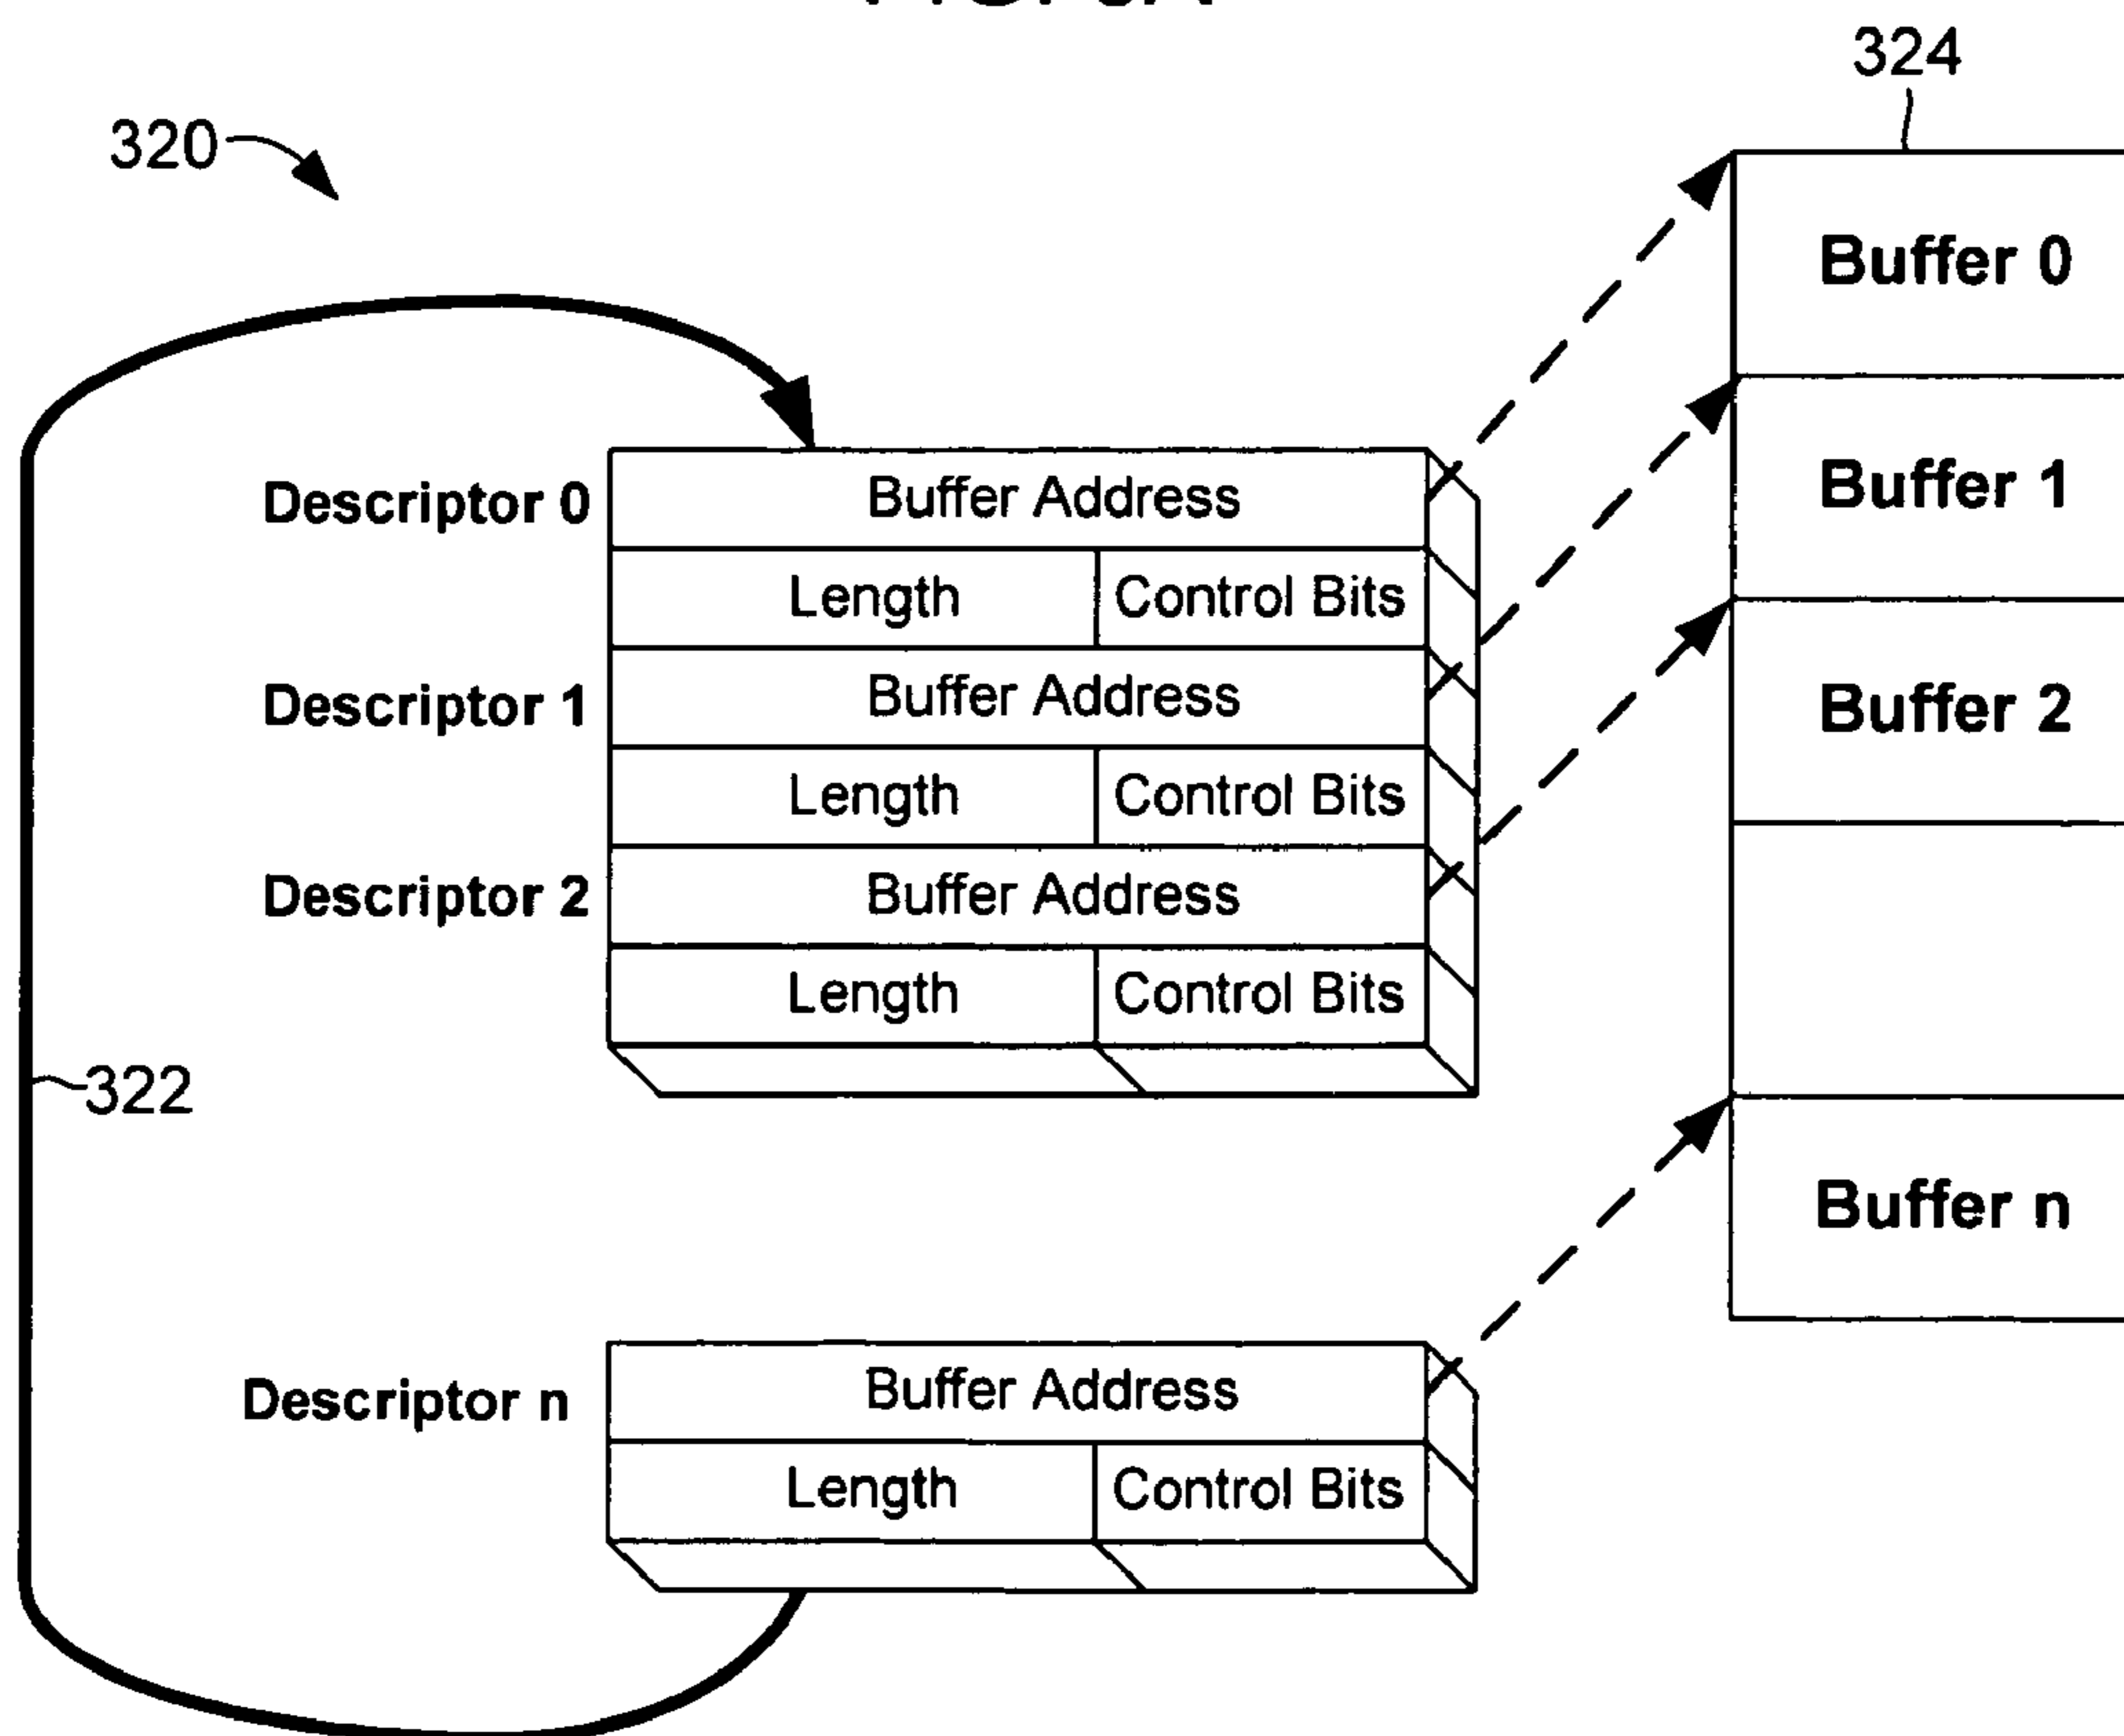 324
320
Buffer 0
Descriptor 0
Buffer Address
Buffer 1
Length
Control Bits
Descriptor 1
Buffer Address
Buffer 2
Length
Control Bits
Descriptor 2
Buffer Address
Length
Control Bits
322
Buffer n
Descriptor n
Buffer Address
Length
Control Bits